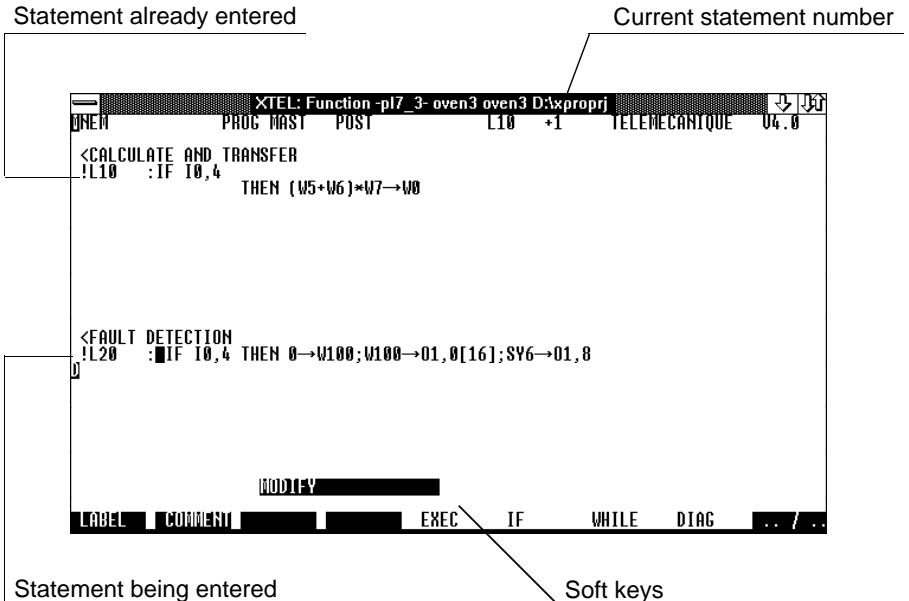 Statement already entered
Current statement number
XTEL: Function -pl7_3- oven3 oven3 D:\xproprj
MNEM PROG MAST POST L10 +1 TELEMECANIQUE V4.0
<CALCULATE AND TRANSFER
!L10 :IF I0,4
THEN (W5+W6)*W7→W0
<FAULT DETECTION
!L20 :IF I0,4 THEN 0→W100;W100→O1,0[16];SY6→O1,8
MODIFY
LABEL COMMENT EXEC IF WHILE DIAG .. / ..
Statement being entered
Soft keys